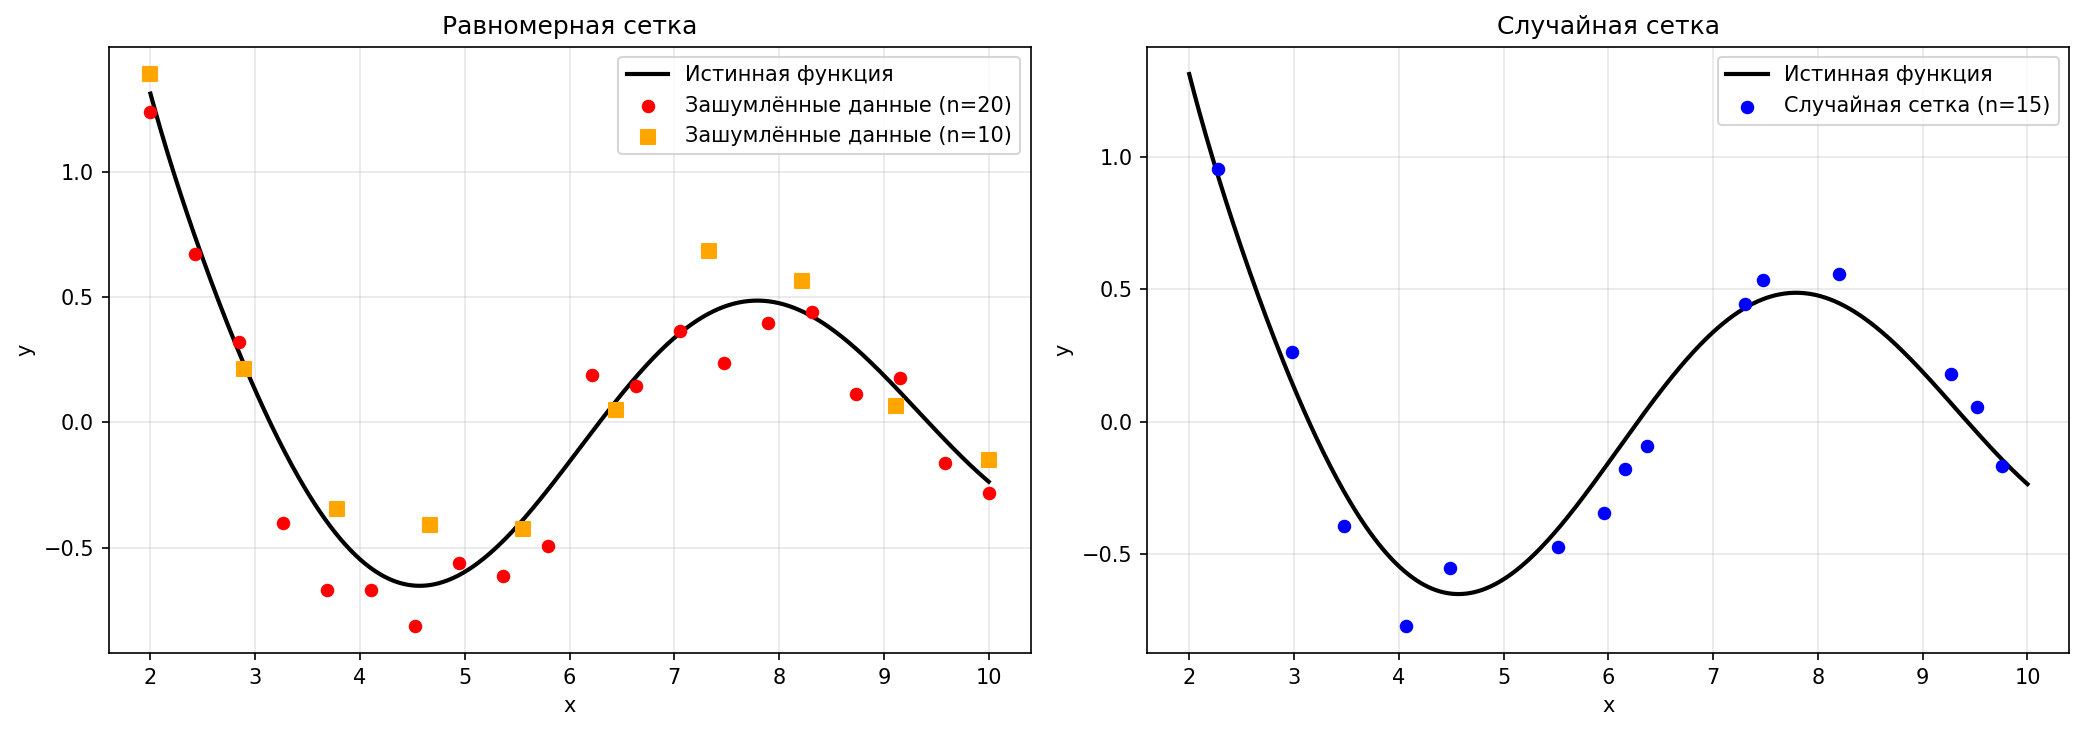 Равномерная сетка
Истинная функция
Зашумлённые данные (n=20)
Зашумлённые данные (n=10)
1.0
0.5
0.0
−0.5
y
2 3 4 5 6 7 8 9 10
x
Случайная сетка
Истинная функция
Случайная сетка (n=15)
1.0
0.5
0.0
−0.5
y
2 3 4 5 6 7 8 9 10
x